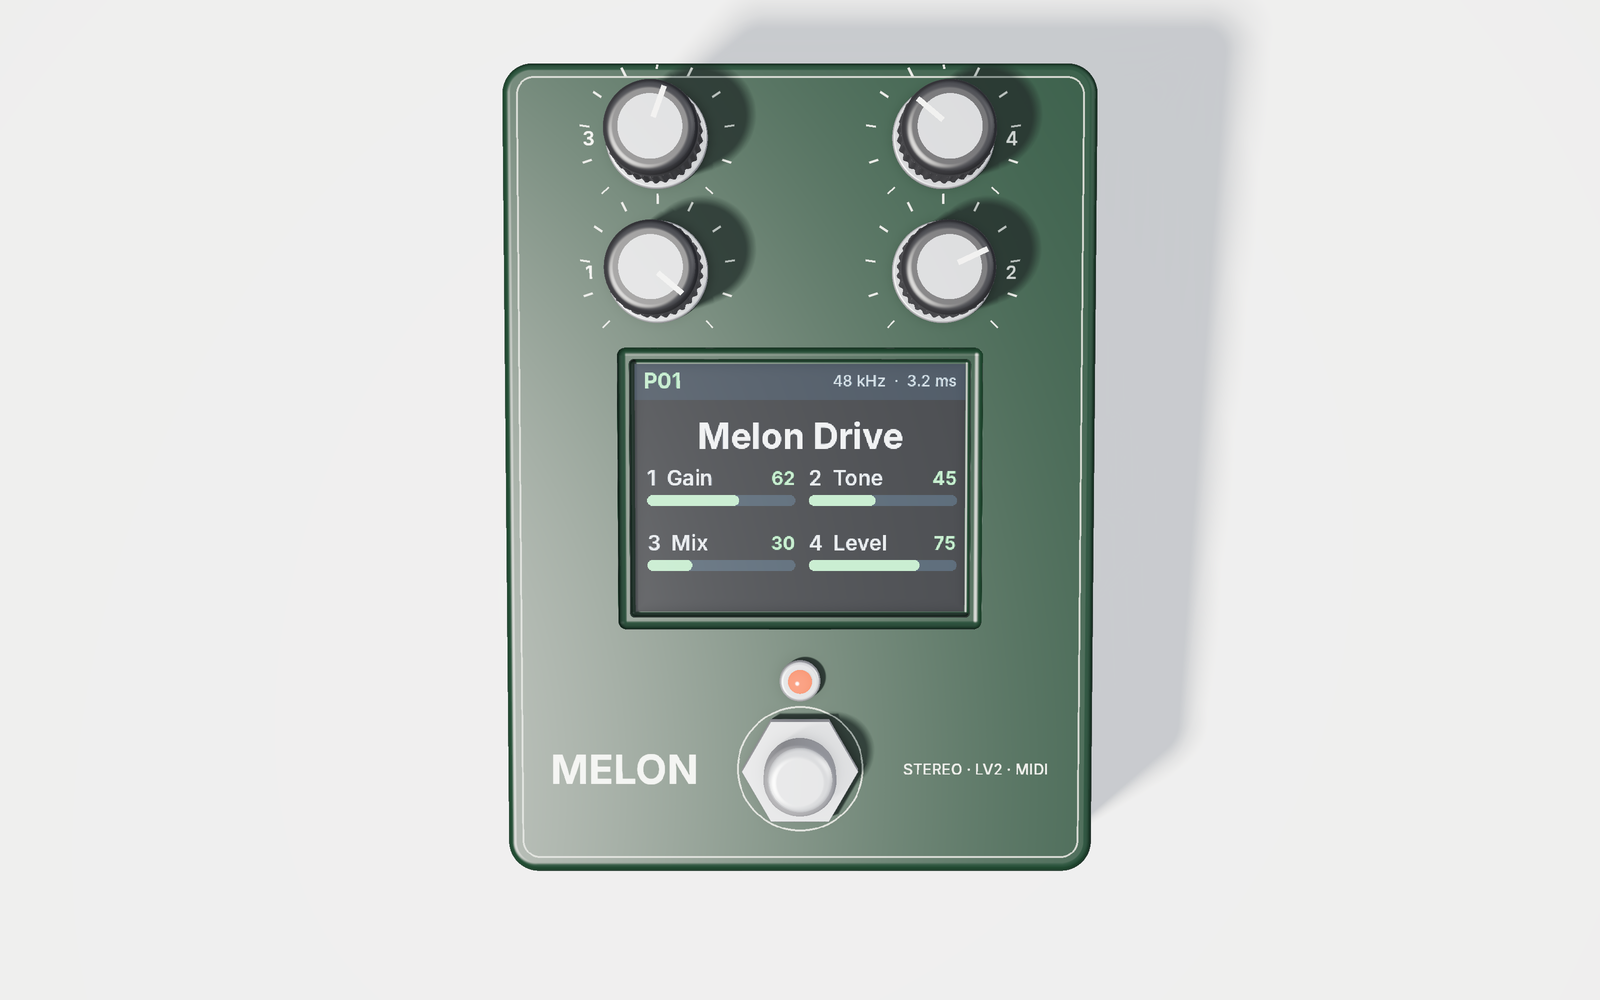 3
4
1
2
P01 48 kHz · 3.2 ms
Melon Drive
1 Gain 62 2 Tone 45
3 Mix 30 4 Level 75
MELON
STEREO · LV2 · MIDI